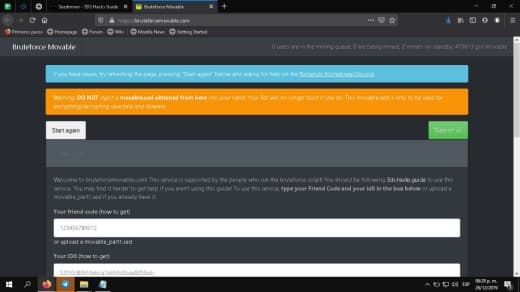 Seedminer - 3DS Hacks Guide
Bruteforce Movable
https://bruteforcemovable.com
Primeros pasos Homepage Forum Wiki Mozilla News Getting Started
Bruteforce Movable
0 users are in the mining queue, 0 are being mined, 2 miners on standby,
If you have issues, try refreshing the page, pressing "Start again" below and asking for help on the Nintendo Homebrew Discord.
Warning: DO NOT inject a movable.sed obtained from here into your nand. Your 3ds will no longer boot if you do. This movable.sed is only to be used for encrypting/decrypting savedata and dsiware.
Start again
Submit id
Welcome to bruteforcemovable.com! This service is supported by the people who run the bruteforce script! You should be following 3ds.hacks.guide to use this
service. You may find it harder to get help if you aren't using this guide! To use this service, type your Friend Code and your id0 in the box below or upload a
movable_part1.sed if you already have it.
Your friend code (how to get)
123456789012
or upload a movable_part1.sed
Your ID0 (how to get)
ESP
06:20 p. m.
26/12/2019